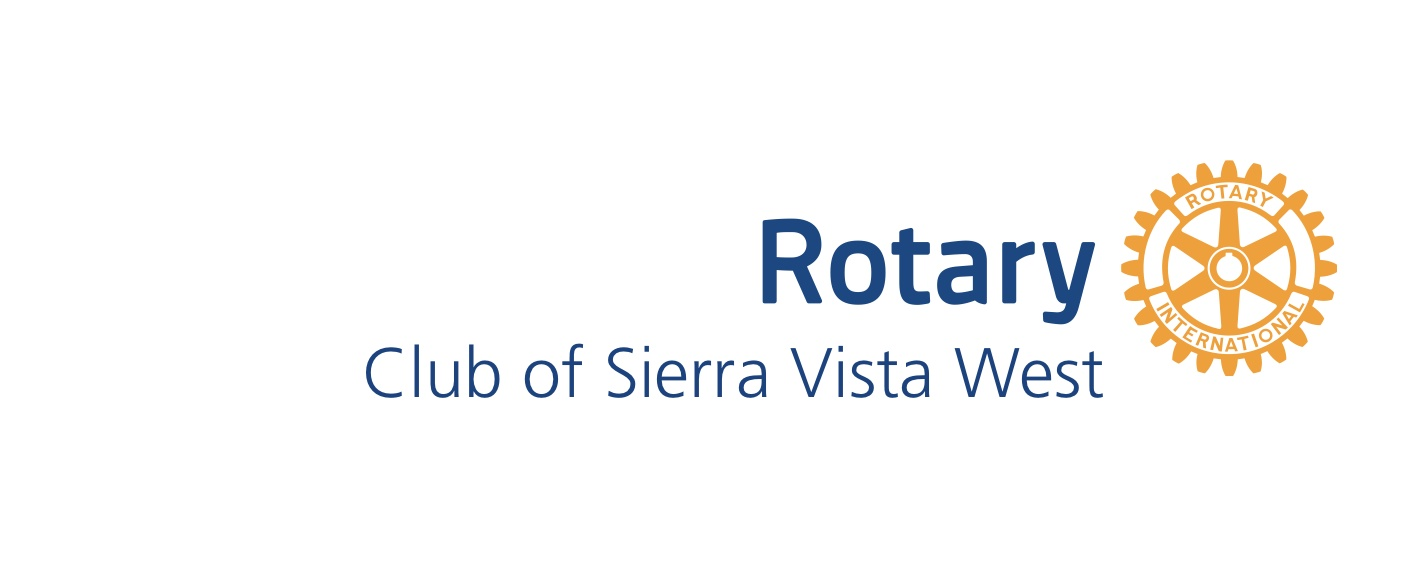 Rotary
Club of Sierra Vista West
ROTARY
INTERNATIONAL